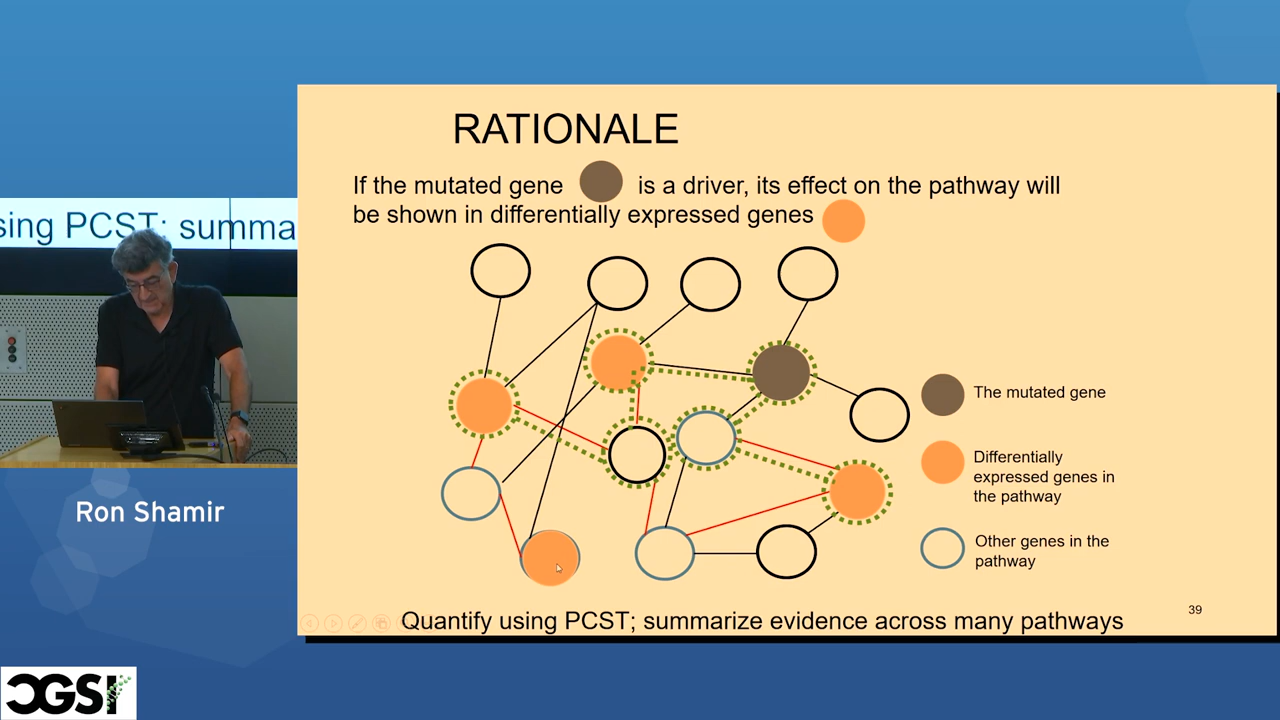 RATIONALE
If the mutated gene is a driver, its effect on the pathway will
be shown in differentially expressed genes
sing PCST; summa
The mutated gene
Differentially
expressed genes in
the pathway
Ron Shamir
Other genes in the
pathway
39
Quantify using PCST; summarize evidence across many pathways
CGSI